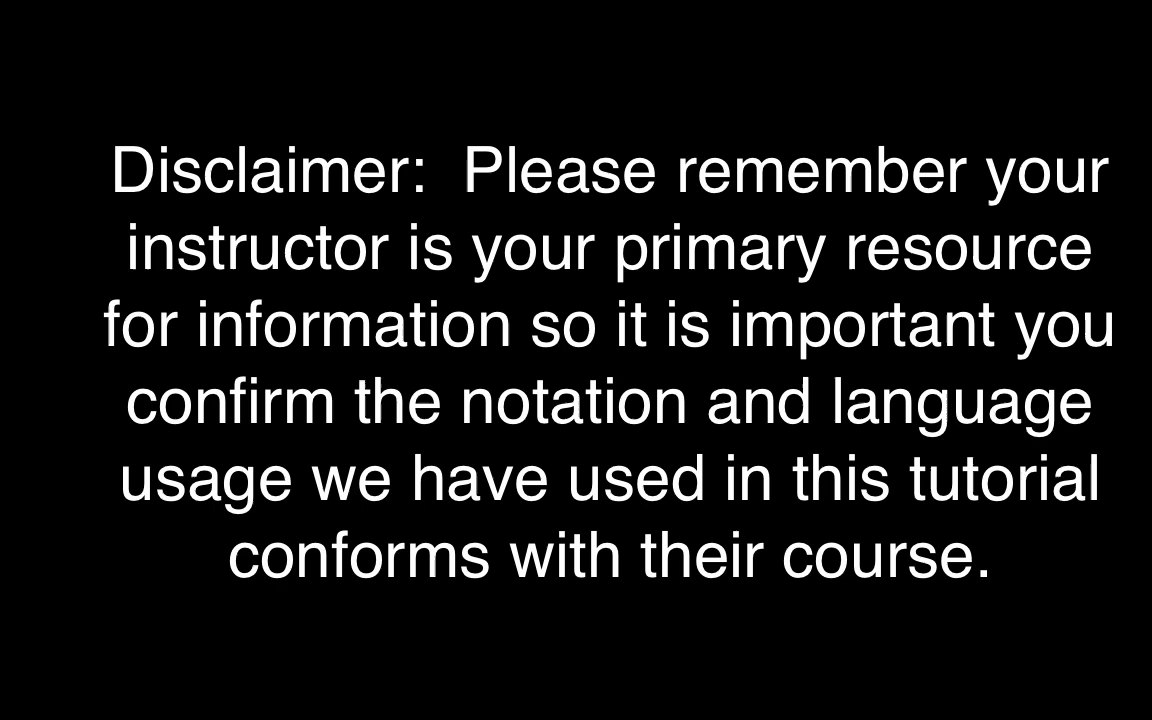 Disclaimer:  Please remember your
instructor is your primary resource
for information so it is important you
confirm the notation and language
usage we have used in this tutorial
conforms with their course.